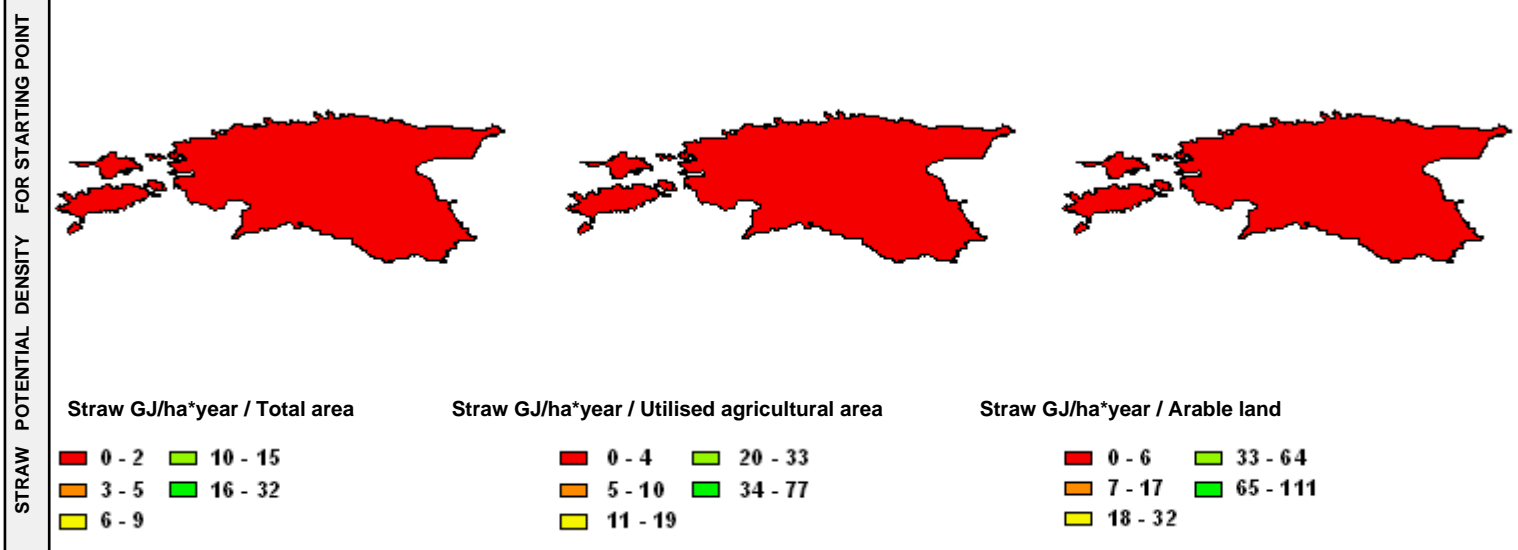 STRAW POTENTIAL DENSITY FOR STARTING POINT
Straw GJ/ha*year / Total area
0 - 2
3 - 5
6 - 9
10 - 15
16 - 32
Straw GJ/ha*year / Utilised agricultural area
0 - 4
5 - 10
11 - 19
20 - 33
34 - 77
Straw GJ/ha*year / Arable land
0 - 6
7 - 17
18 - 32
33 - 64
65 - 111